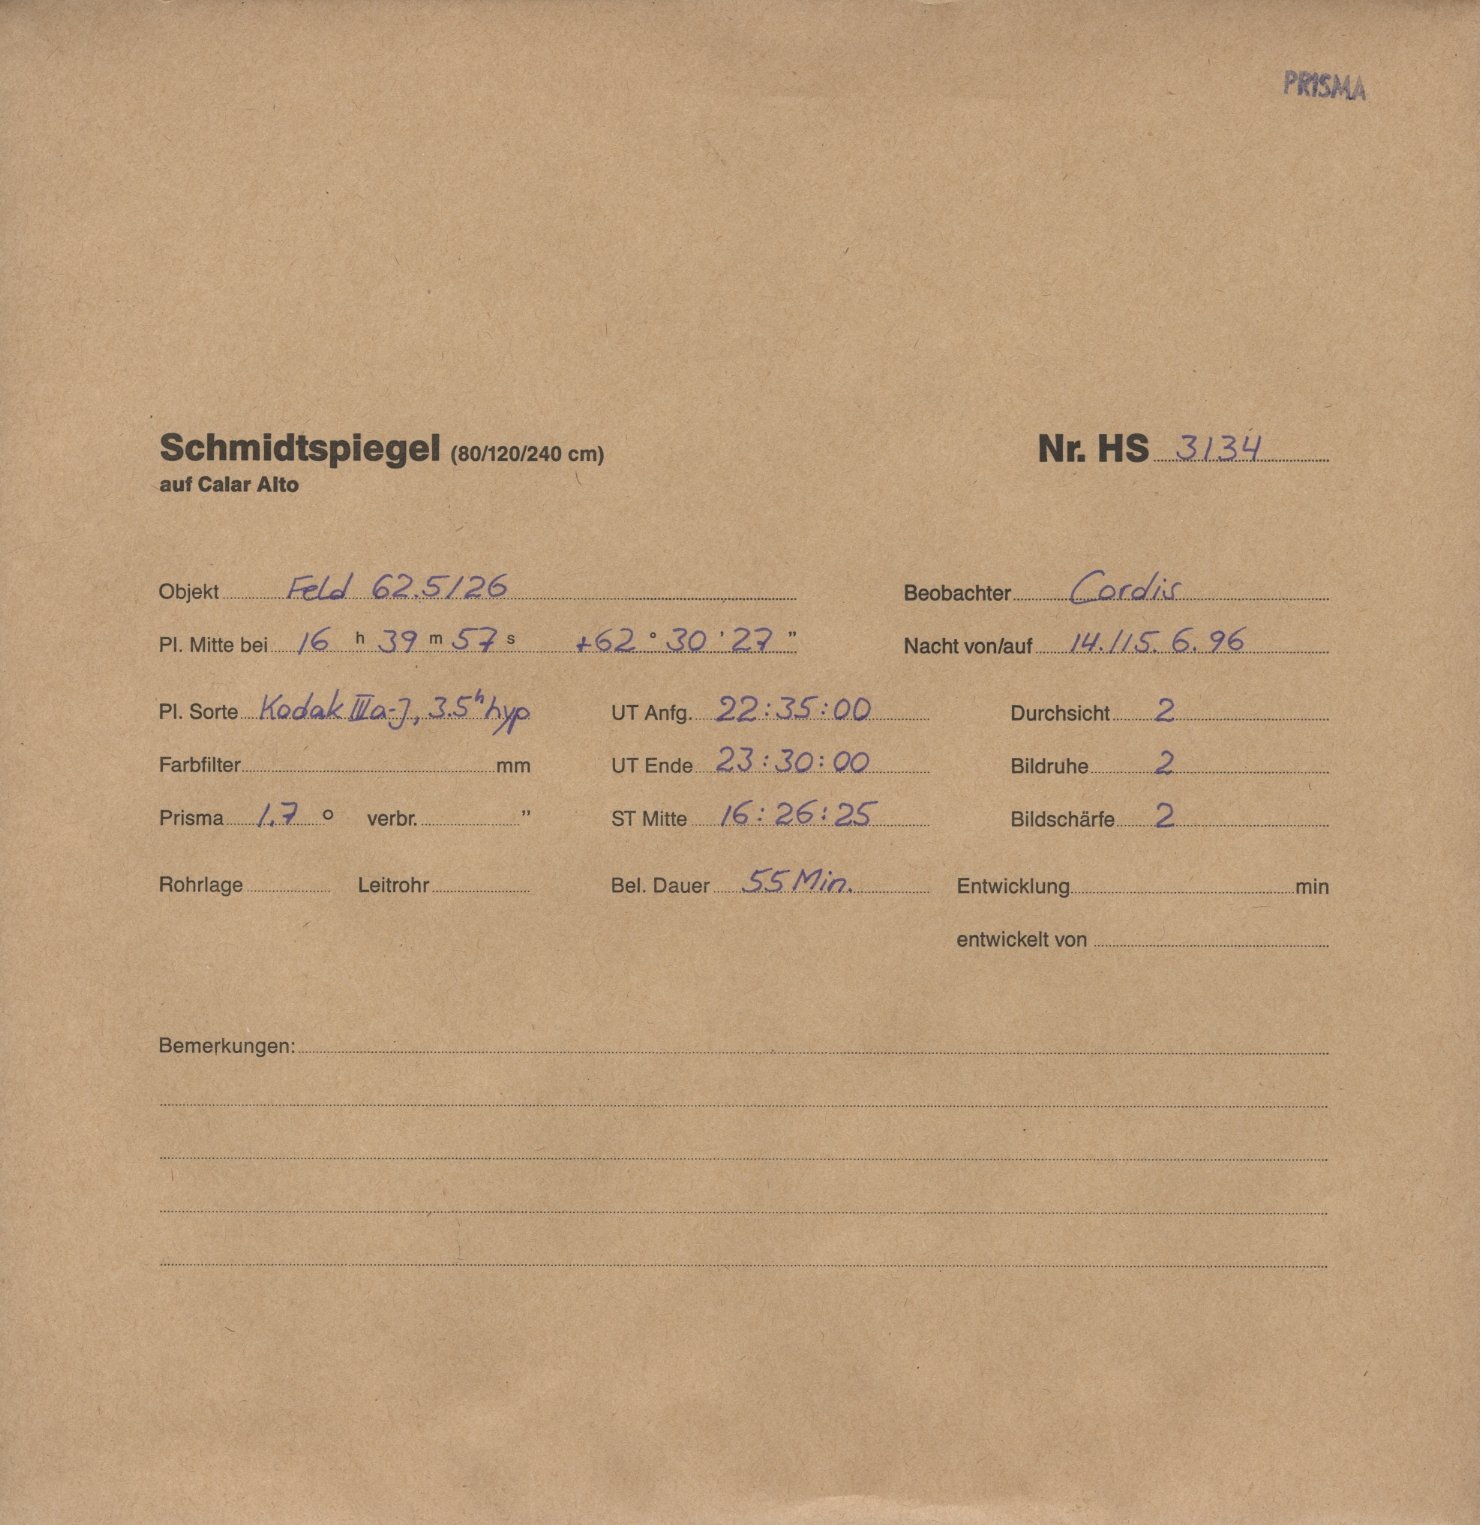 PRISMA
Schmidtspiegel (80/120/240 cm) Nr. HS 3134
auf Calar Alto
Objekt Feld 62.5/26 Beobachter Cordis
Pl. Mitte bei 16 h 39 m 57 s +62 ° 30 ' 27 " Nacht von/auf 14./15. 6. 96
Pl. Sorte Kodak IIIa-J, 3.5h hyp UT Anfg. 22:35:00 Durchsicht 2
Farbfilter mm UT Ende 23:30:00 Bildruhe 2
Prisma 1.7 ° verbr. " ST Mitte 16:26:25 Bildschärfe 2
Rohrlage Leitrohr Bel. Dauer 55 Min. Entwicklung min
entwickelt von
Bemerkungen: